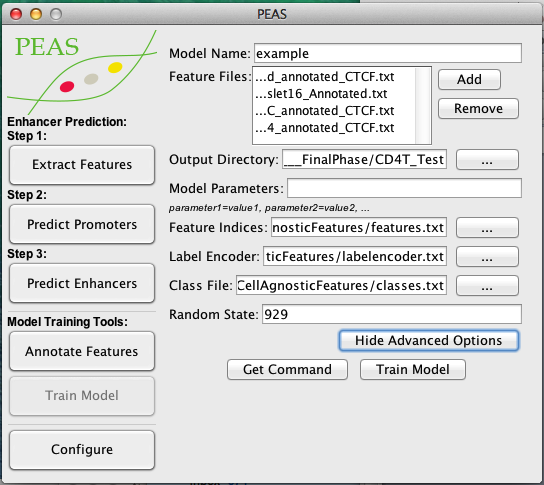 PEAS
PEAS
Enhancer Prediction:
Step 1:
Extract Features
Step 2:
Predict Promoters
Step 3:
Predict Enhancers
Model Training Tools:
Annotate Features
Train Model
Configure
Model Name: example
Feature Files:
...d_annotated_CTCF.txt
...slet16_Annotated.txt
...C_annotated_CTCF.txt
...4_annotated_CTCF.txt
Add
Remove
Output Directory: ___FinalPhase/CD4T_Test ...
Model Parameters:
parameter1=value1, parameter2=value2, ...
Feature Indices: nosticFeatures/features.txt ...
Label Encoder: ticFeatures/labelencoder.txt ...
Class File: CellAgnosticFeatures/classes.txt ...
Random State: 929
Hide Advanced Options
Get Command Train Model